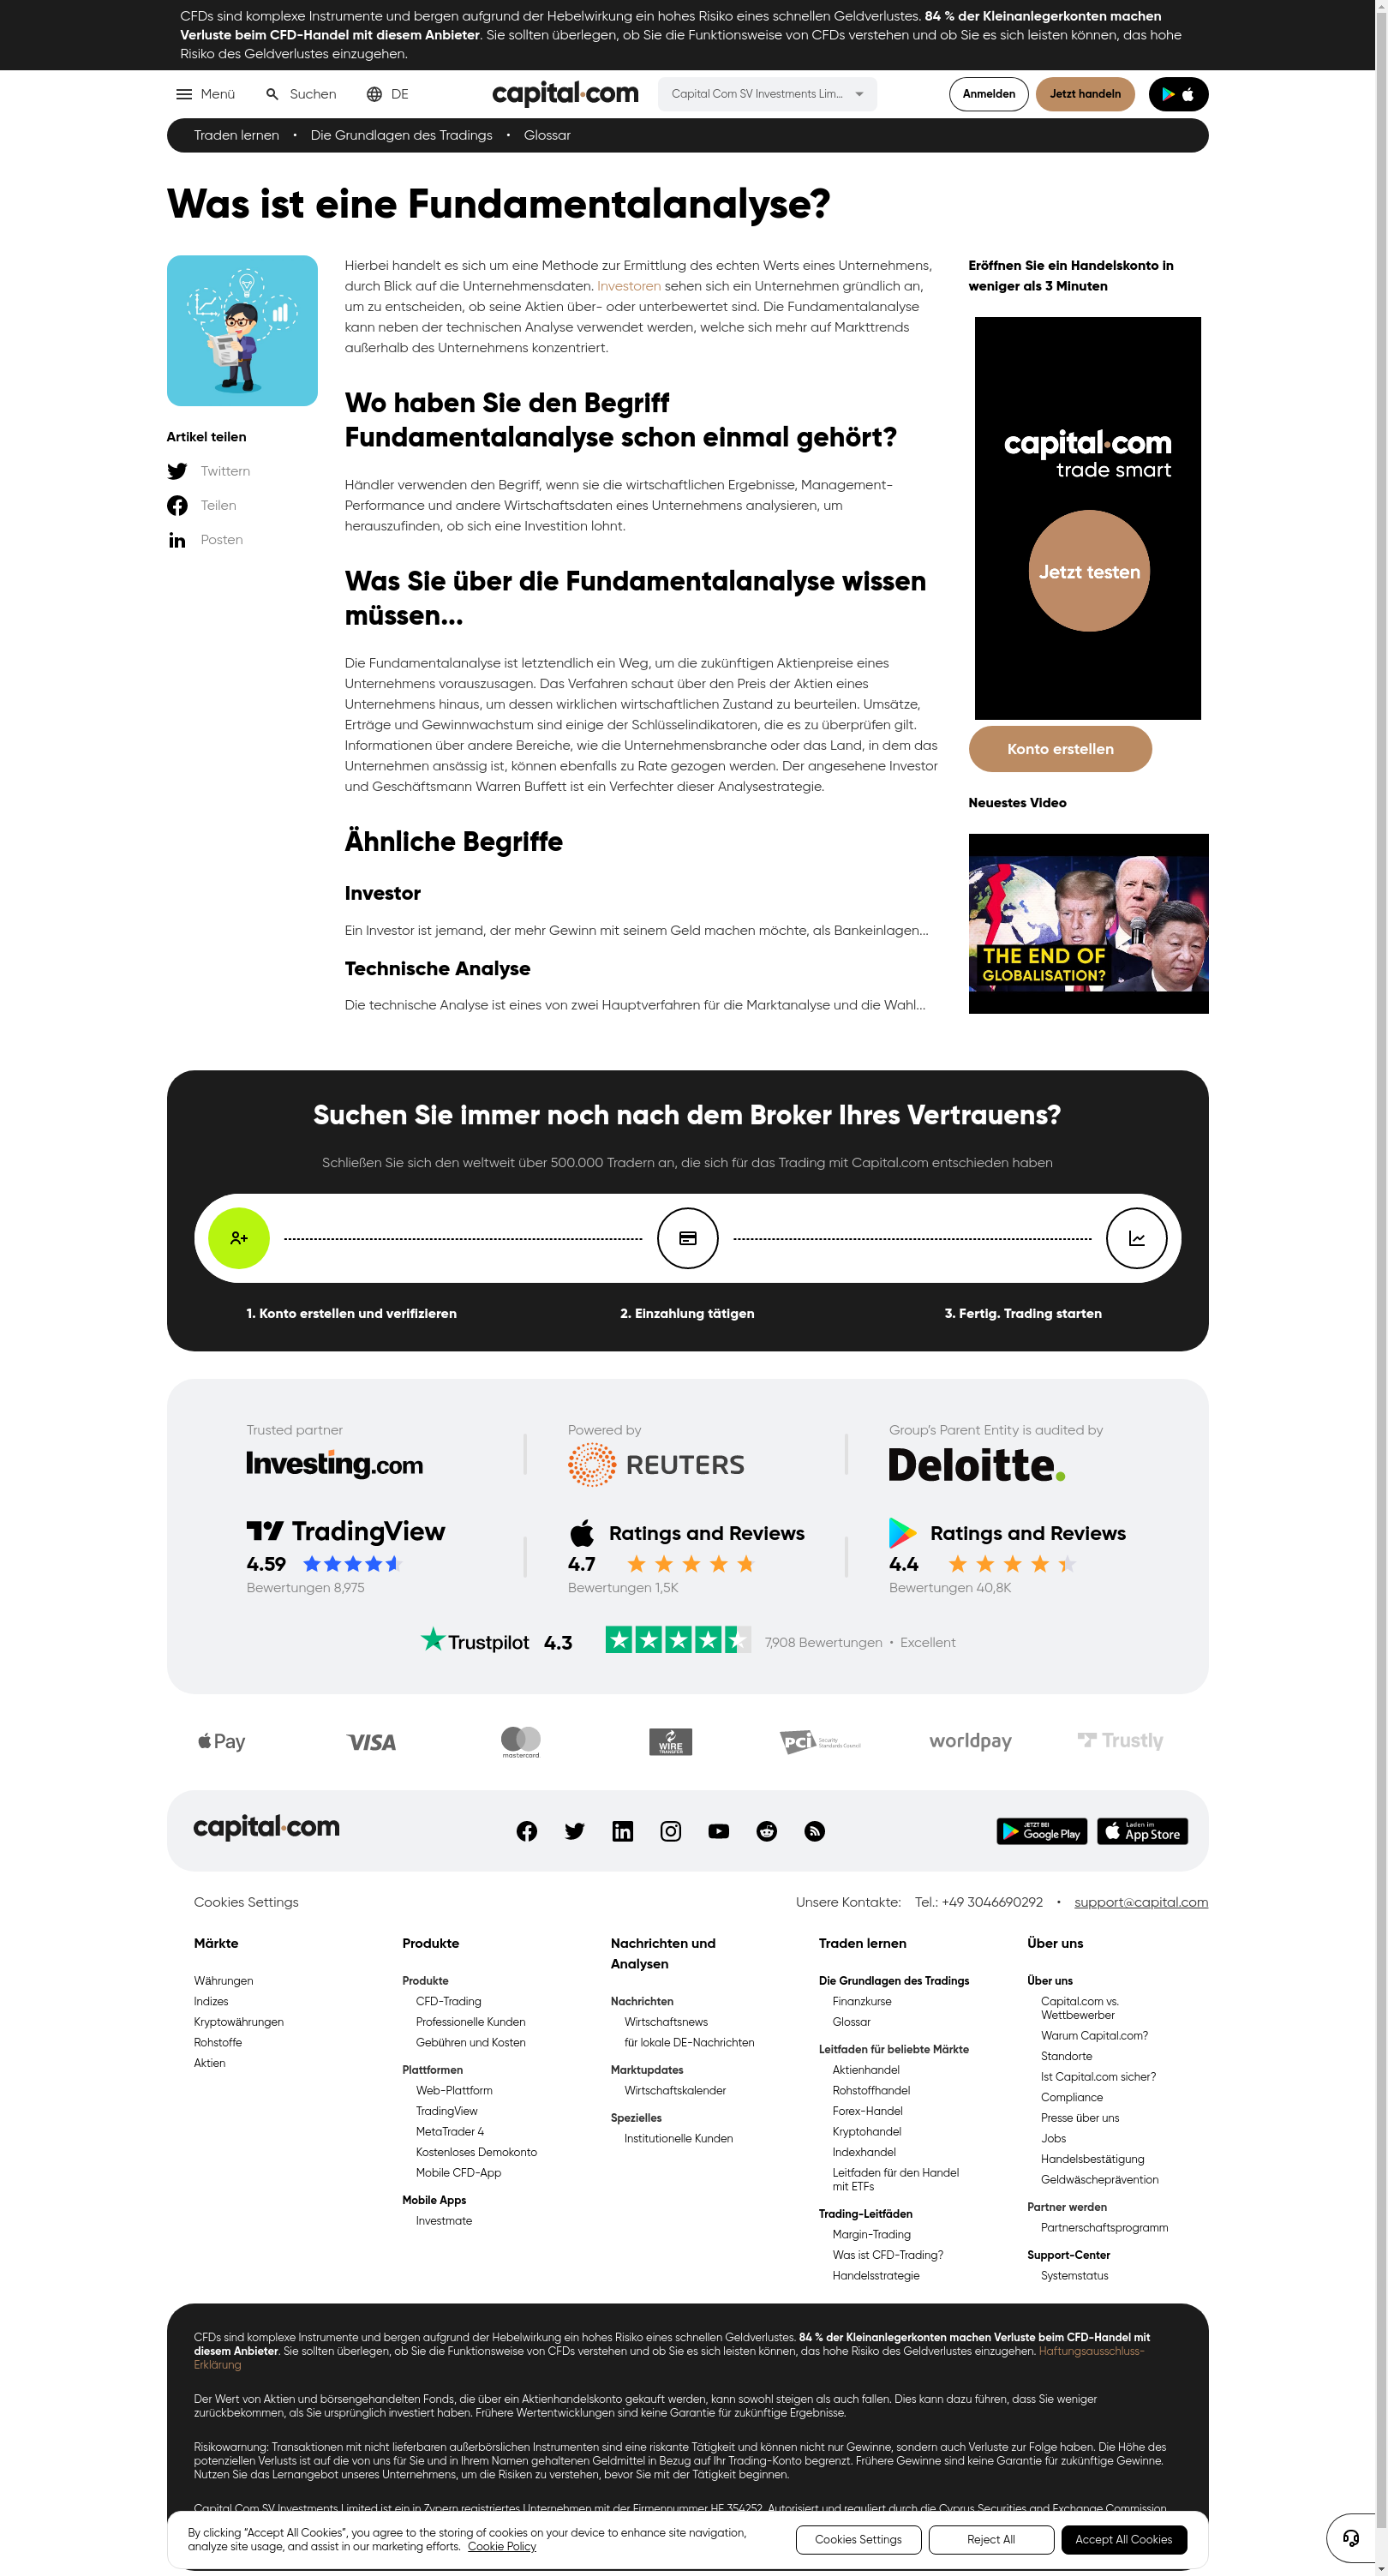 CFDs sind komplexe Instrumente und bergen aufgrund der Hebelwirkung ein hohes Risiko eines schnellen Geldverlustes. 84 % der Kleinanlegerkonten machen
Verluste beim CFD-Handel mit diesem Anbieter. Sie sollten überlegen, ob Sie die Funktionsweise von CFDs verstehen und ob Sie es sich leisten können, das hohe
Risiko des Geldverlustes einzugehen.
Menü
Suchen
DE
capital.com
Capital Com SV Investments Lim...
Anmelden
Jetzt handeln
Traden lernen • Die Grundlagen des Tradings • Glossar
Was ist eine Fundamentalanalyse?
Artikel teilen
Twittern
Teilen
Posten
Hierbei handelt es sich um eine Methode zur Ermittlung des echten Werts eines Unternehmens,
durch Blick auf die Unternehmensdaten. Investoren sehen sich ein Unternehmen gründlich an,
um zu entscheiden, ob seine Aktien über- oder unterbewertet sind. Die Fundamentalanalyse
kann neben der technischen Analyse verwendet werden, welche sich mehr auf Markttrends
außerhalb des Unternehmens konzentriert.
Wo haben Sie den Begriff
Fundamentalanalyse schon einmal gehört?
Händler verwenden den Begriff, wenn sie die wirtschaftlichen Ergebnisse, Management-
Performance und andere Wirtschaftsdaten eines Unternehmens analysieren, um
herauszufinden, ob sich eine Investition lohnt.
Was Sie über die Fundamentalanalyse wissen
müssen...
Die Fundamentalanalyse ist letztendlich ein Weg, um die zukünftigen Aktienpreise eines
Unternehmens vorauszusagen. Das Verfahren schaut über den Preis der Aktien eines
Unternehmens hinaus, um dessen wirklichen wirtschaftlichen Zustand zu beurteilen. Umsätze,
Erträge und Gewinnwachstum sind einige der Schlüsselindikatoren, die es zu überprüfen gilt.
Informationen über andere Bereiche, wie die Unternehmensbranche oder das Land, in dem das
Unternehmen ansässig ist, können ebenfalls zu Rate gezogen werden. Der angesehene Investor
und Geschäftsmann Warren Buffett ist ein Verfechter dieser Analysestrategie.
Ähnliche Begriffe
Investor
Ein Investor ist jemand, der mehr Gewinn mit seinem Geld machen möchte, als Bankeinlagen...
Technische Analyse
Die technische Analyse ist eines von zwei Hauptverfahren für die Marktanalyse und die Wahl...
Eröffnen Sie ein Handelskonto in
weniger als 3 Minuten
capital.com
trade smart
Jetzt testen
Konto erstellen
Neuestes Video
THE END OF
GLOBALISATION?
Suchen Sie immer noch nach dem Broker Ihres Vertrauens?
Schließen Sie sich den weltweit über 500.000 Tradern an, die sich für das Trading mit Capital.com entschieden haben
1. Konto erstellen und verifizieren
2. Einzahlung tätigen
3. Fertig. Trading starten
Trusted partner
Investing.com
Powered by
REUTERS
Group's Parent Entity is audited by
Deloitte.
TradingView
4.59
Bewertungen 8,975
Ratings and Reviews
4.7
Bewertungen 1,5K
Ratings and Reviews
4.4
Bewertungen 40,8K
Trustpilot 4.3
7,908 Bewertungen • Excellent
Pay
VISA
mastercard
WIRE
TRANSFER
PCi Security
Standards Council
worldpay
Trustly
capital.com
JETZT BEI
Google Play
Laden im
App Store
Cookies Settings
Unsere Kontakte: Tel.: +49 3046690292 • support@capital.com
Märkte
Währungen
Indizes
Kryptowährungen
Rohstoffe
Aktien
Produkte
Produkte
CFD-Trading
Professionelle Kunden
Gebühren und Kosten
Plattformen
Web-Plattform
TradingView
MetaTrader 4
Kostenloses Demokonto
Mobile CFD-App
Mobile Apps
Investmate
Nachrichten und
Analysen
Nachrichten
Wirtschaftsnews
für lokale DE-Nachrichten
Marktupdates
Wirtschaftskalender
Spezielles
Institutionelle Kunden
Traden lernen
Die Grundlagen des Tradings
Finanzkurse
Glossar
Leitfaden für beliebte Märkte
Aktienhandel
Rohstoffhandel
Forex-Handel
Kryptohandel
Indexhandel
Leitfaden für den Handel
mit ETFs
Trading-Leitfäden
Margin-Trading
Was ist CFD-Trading?
Handelsstrategie
Über uns
Über uns
Capital.com vs.
Wettbewerber
Warum Capital.com?
Standorte
Ist Capital.com sicher?
Compliance
Presse über uns
Jobs
Handelsbestätigung
Geldwäscheprävention
Partner werden
Partnerschaftsprogramm
Support-Center
Systemstatus
CFDs sind komplexe Instrumente und bergen aufgrund der Hebelwirkung ein hohes Risiko eines schnellen Geldverlustes. 84 % der Kleinanlegerkonten machen Verluste beim CFD-Handel mit
diesem Anbieter. Sie sollten überlegen, ob Sie die Funktionsweise von CFDs verstehen und ob Sie es sich leisten können, das hohe Risiko des Geldverlustes einzugehen. Haftungsausschluss-
Erklärung
Der Wert von Aktien und börsengehandelten Fonds, die über ein Aktienhandelskonto gekauft werden, kann sowohl steigen als auch fallen. Dies kann dazu führen, dass Sie weniger
zurückbekommen, als Sie ursprünglich investiert haben. Frühere Wertentwicklungen sind keine Garantie für zukünftige Ergebnisse.
Risikowarnung: Transaktionen mit nicht lieferbaren außerbörslichen Instrumenten sind eine riskante Tätigkeit und können nicht nur Gewinne, sondern auch Verluste zur Folge haben. Die Höhe des
potenziellen Verlusts ist auf die von uns für Sie und in Ihrem Namen gehaltenen Geldmittel in Bezug auf Ihr Trading-Konto begrenzt. Frühere Gewinne sind keine Garantie für zukünftige Gewinne.
Nutzen Sie das Lernangebot unseres Unternehmens, um die Risiken zu verstehen, bevor Sie mit der Tätigkeit beginnen.
Capital Com SV Investments Limited ist ein in Zypern registriertes Unternehmen mit der Firmennummer HE 354252. Autorisiert und reguliert durch die Cyprus Securities and Exchange Commission
By clicking “Accept All Cookies”, you agree to the storing of cookies on your device to enhance site navigation,
analyze site usage, and assist in our marketing efforts. Cookie Policy
Cookies Settings
Reject All
Accept All Cookies